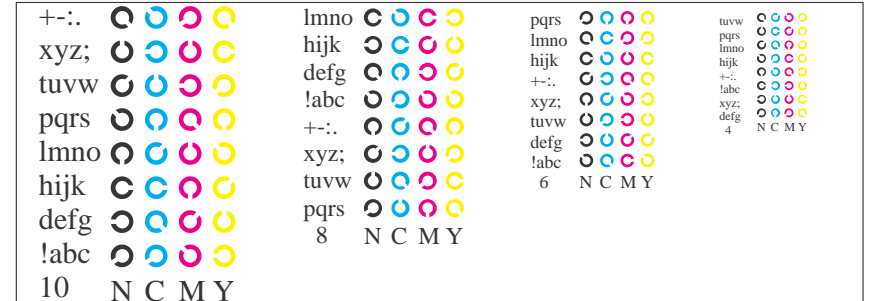 +-:.
xyz;
tuvw
pqrs
lmno
hijk
defg
!abc
10 N C M Y
lmno
hijk
defg
!abc
+-:.
xyz;
tuvw
pqrs
8 N C M Y
pqrs
lmno
hijk
+-:.
xyz;
tuvw
defg
!abc
6 N C M Y
tuvw
pqrs
lmno
hijk
+-:.
!abc
xyz;
defg
4 N C M Y